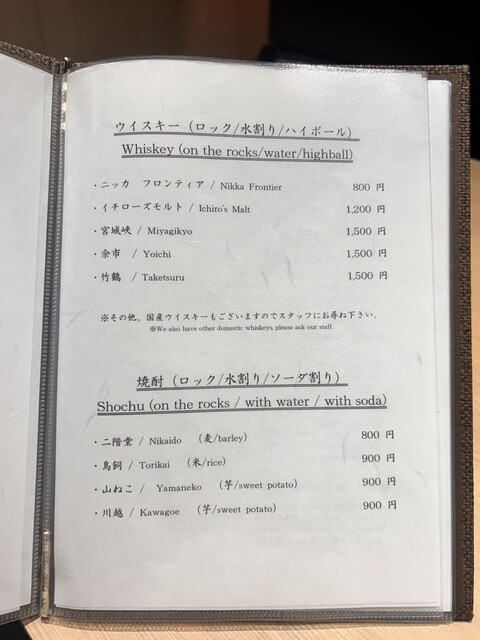 ウイスキー（ロック/水割り/ハイボール）
Whiskey (on the rocks/water/highball)
・ニッカ　フロンティア / Nikka Frontier 800 円
・イチローズモルト / Ichiro's Malt 1,200 円
・宮城峡 / Miyagikyo 1,500 円
・余市 / Yoichi 1,500 円
・竹鶴 / Taketsuru 1,500 円
※その他、国産ウイスキーもございますのでスタッフにお尋ね下さい。
※We also have other domestic whiskeys, please ask our staff.
焼酎（ロック/水割り/ソーダ割り）
Shochu (on the rocks / with water / with soda)
・二階堂 / Nikaido （麦/barley） 800 円
・鳥飼 / Torikai （米/rice） 900 円
・山ねこ / Yamaneko （芋/sweet potato） 900 円
・川越 / Kawagoe （芋/sweet potato） 900 円